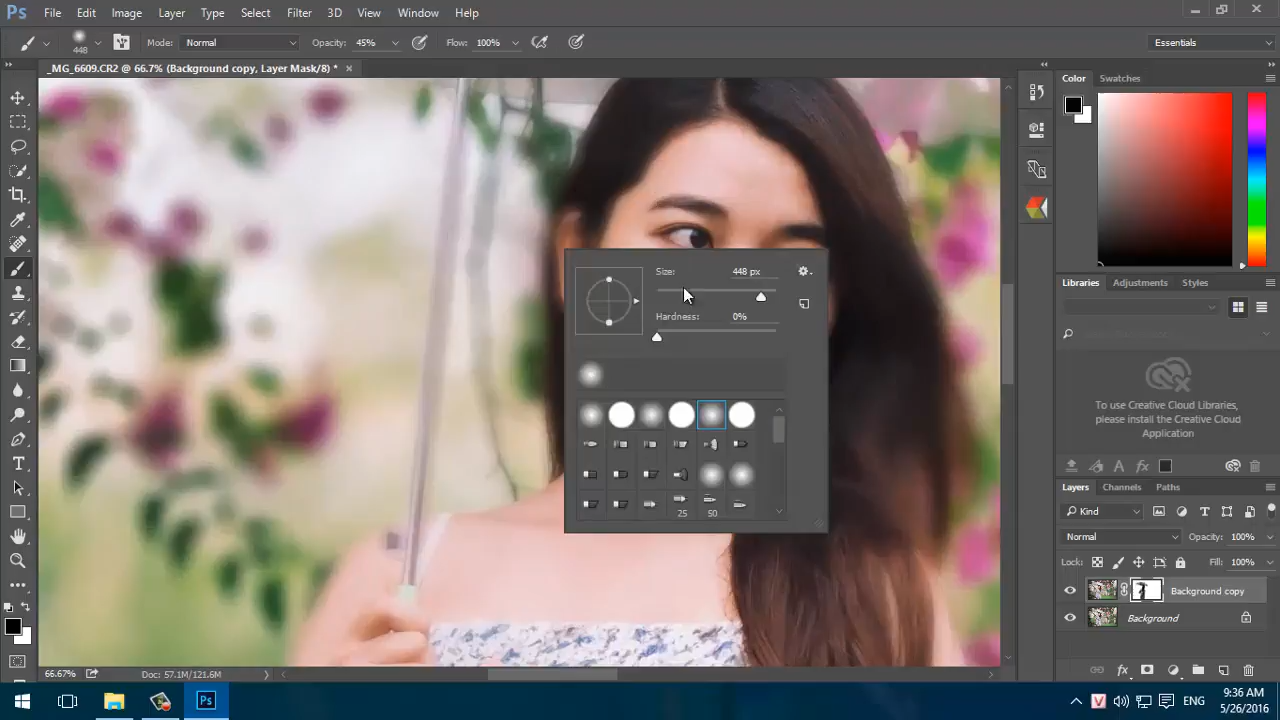 Ps File Edit Image Layer Type Select Filter 3D View Window Help
448 Mode: Normal Opacity: 45% Flow: 100% Essentials
_MG_6609.CR2 @ 66.7% (Background copy, Layer Mask/8) * ×
Color Swatches
Size: 448 px
Hardness: 0%
25 50
Libraries Adjustments Styles
To use Creative Cloud Libraries,
please install the Creative Cloud
Application
Layers Channels Paths
Kind
Normal Opacity: 100%
Lock: Fill: 100%
Background copy
Background
66.67% Doc: 57.1M/121.6M
Ps V ENG 9:36 AM
5/26/2016